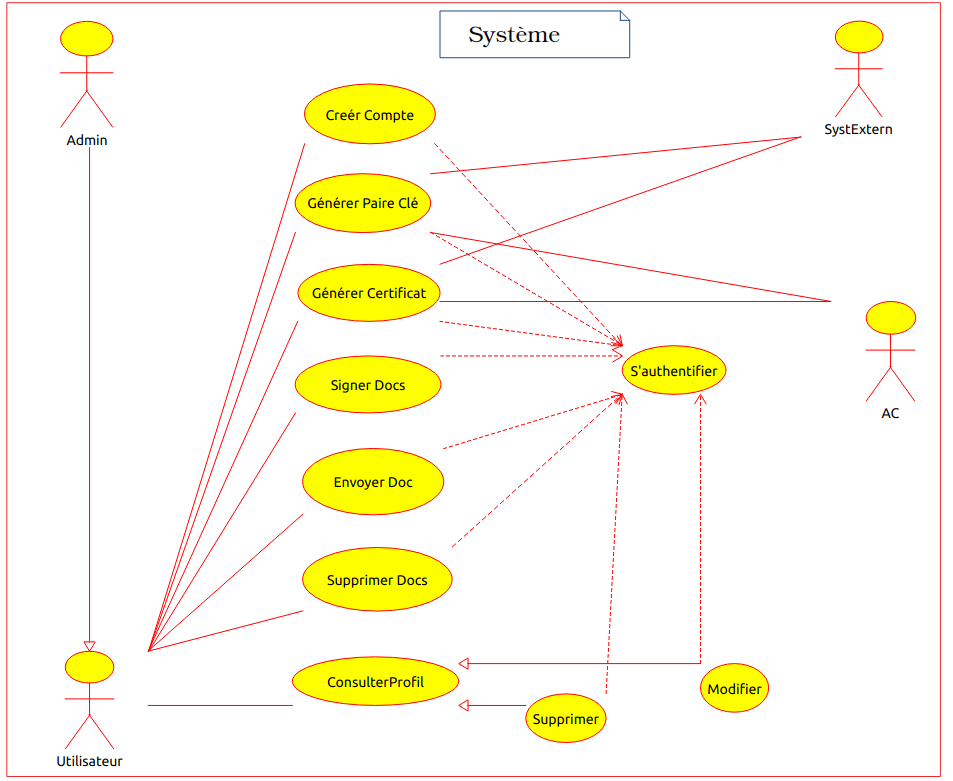 Système
Admin
SystExtern
Creér Compte
Générer Paire Clé
Générer Certificat
S'authentifier
Signer Docs
AC
Envoyer Doc
Supprimer Docs
ConsulterProfil
Modifier
Supprimer
Utilisateur